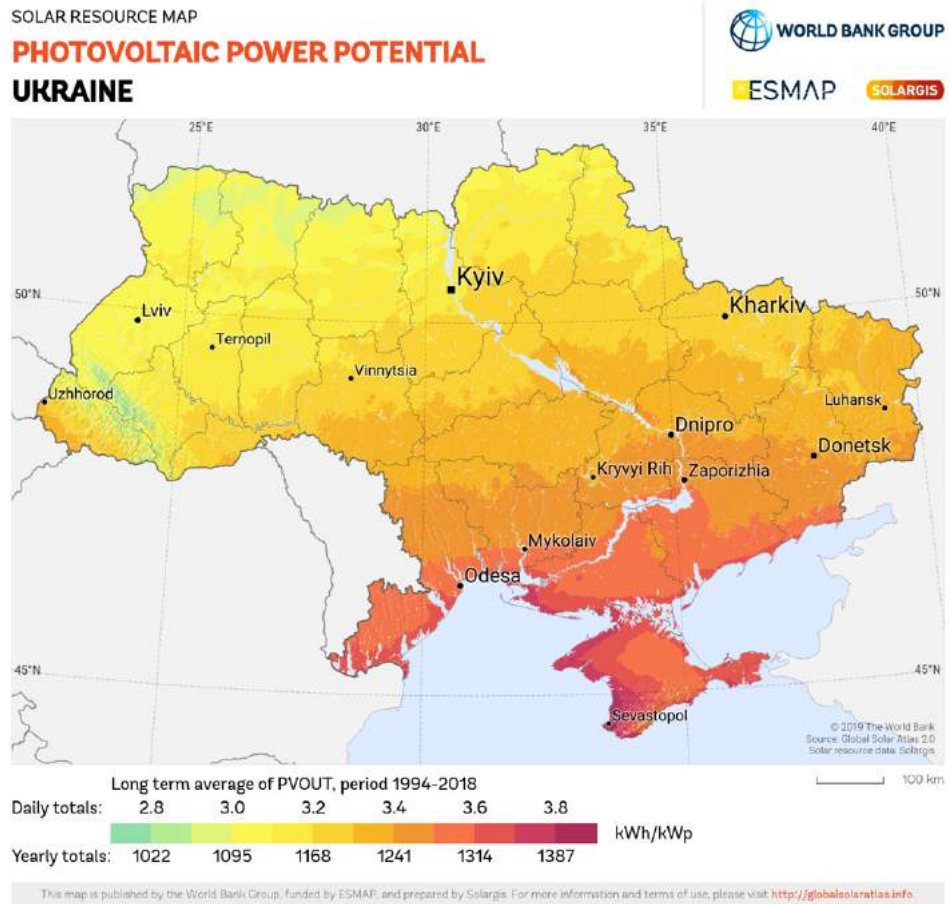 SOLAR RESOURCE MAP
PHOTOVOLTAIC POWER POTENTIAL
UKRAINE
WORLD BANK GROUP
ESMAP
SOLARGIS
25°E
30°E
35°E
40°E
Kyiv
50°N
50°N
Kharkiv
Lviv
Ternopil
Vinnytsia
Uzhhorod
Luhansk
Dnipro
Donetsk
Kryvyi Rih
Zaporizhia
Mykolaiv
Odesa
45°N
45°N
Sevastopol
© 2019 The World Bank
Source: Global Solar Atlas 2.0
Solar resource data: Solargis
100 km
Long term average of PVOUT, period 1994-2018
Daily totals: 2.8 3.0 3.2 3.4 3.6 3.8
kWh/kWp
Yearly totals: 1022 1095 1168 1241 1314 1387
This map is published by the World Bank Group, funded by ESMAP, and prepared by Solargis. For more information and terms of use, please visit http://globalsolaratlas.info.